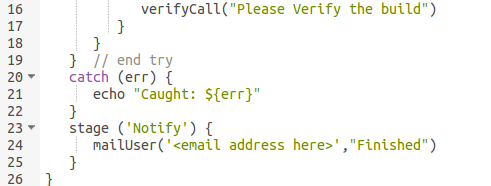 16 verifyCall("Please Verify the build")
17 }
18 }
19 } // end try
20 catch (err) {
21 echo "Caught: ${err}"
22 }
23 stage ('Notify') {
24 mailUser('<email address here>',"Finished")
25 }
26 }